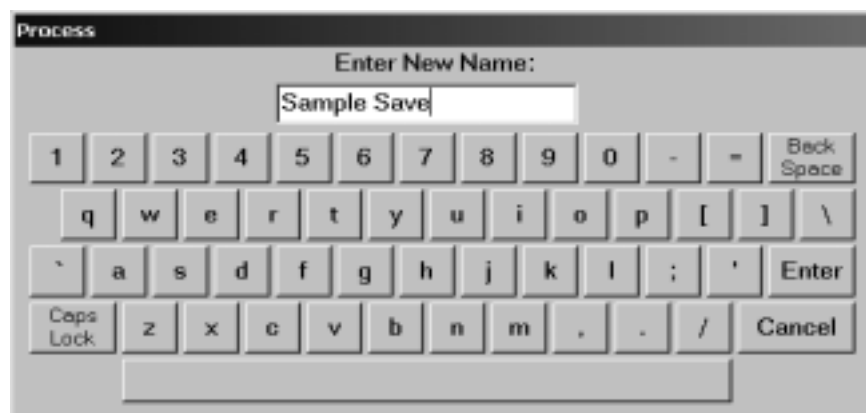 Process
Enter New Name:
Sample Save
1 2 3 4 5 6 7 8 9 0 - = Back Space
q w e r t y u i o p [ ] \
` a s d f g h j k l ; ' Enter
Caps Lock z x c v b n m , . / Cancel